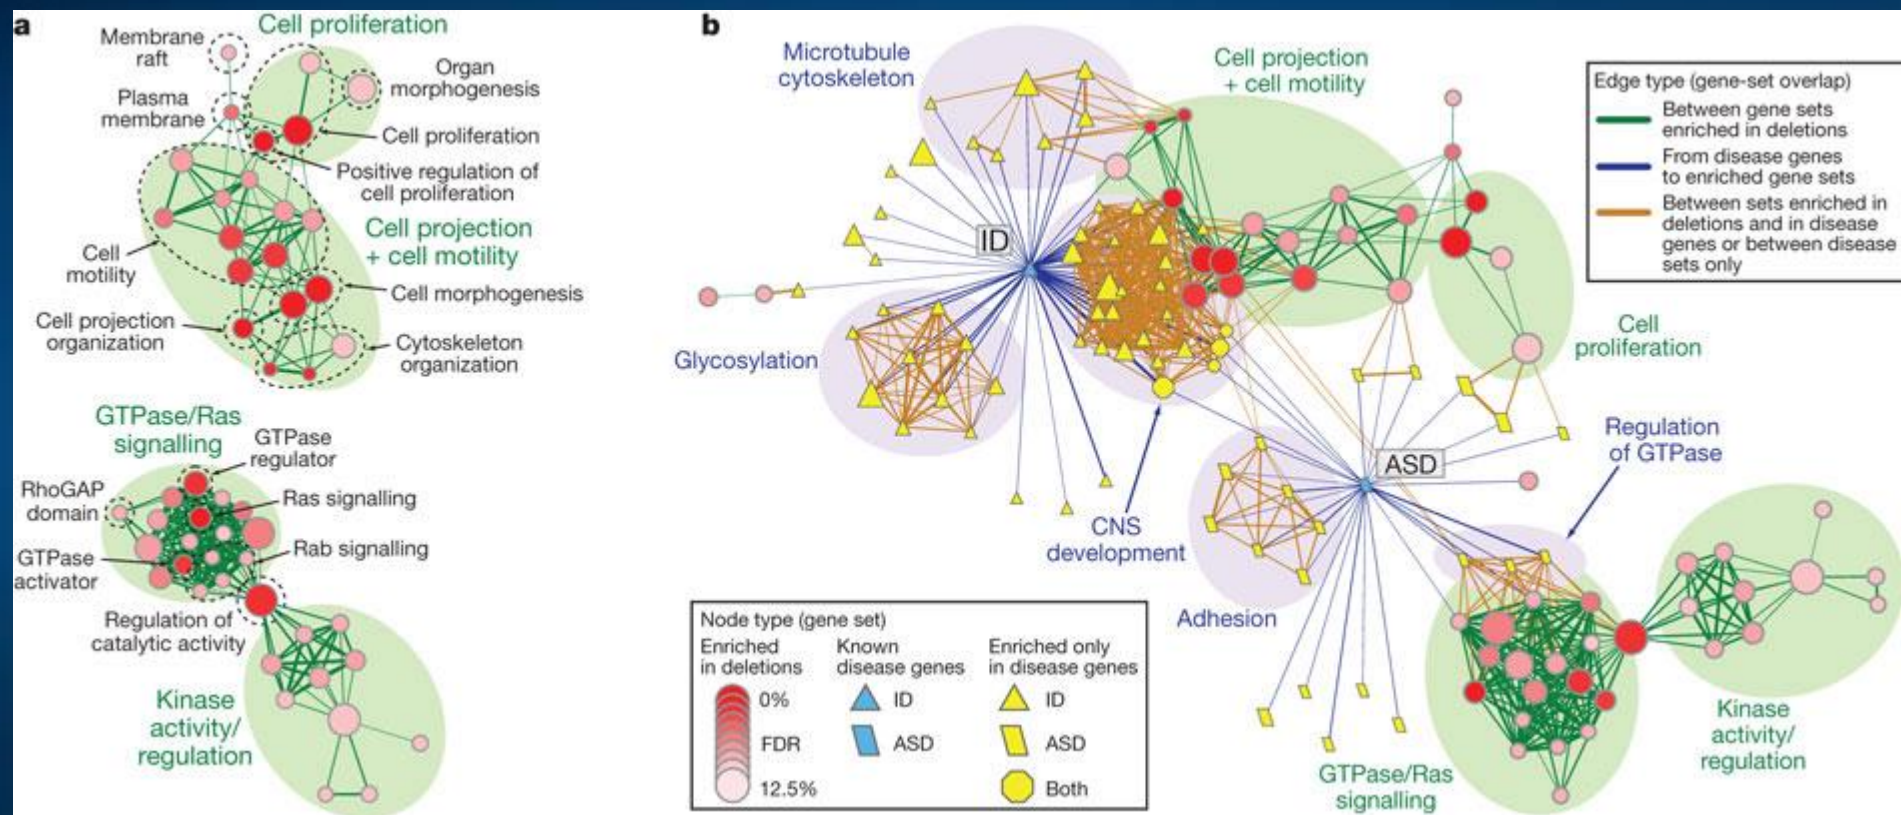 a
Cell proliferation
Membrane
raft
Organ
morphogenesis
Plasma
membrane
Cell proliferation
Positive regulation of
cell proliferation
Cell projection
+ cell motility
Cell
motility
Cell morphogenesis
Cell projection
organization
Cytoskeleton
organization
GTPase/Ras
signalling
GTPase
regulator
RhoGAP
domain
Ras signalling
Rab signalling
GTPase
activator
Regulation of
catalytic activity
Kinase
activity/
regulation
b
Microtubule
cytoskeleton
Cell projection
+ cell motility
Edge type (gene-set overlap)
Between gene sets
enriched in deletions
From disease genes
to enriched gene sets
Between sets enriched in
deletions and in disease
genes or between disease
sets only
ID
Glycosylation
Cell
proliferation
Regulation
of GTPase
ASD
CNS
development
Adhesion
Node type (gene set)
Enriched
in deletions
0%
FDR
12.5%
Known
disease genes
ID
ASD
Enriched only
in disease genes
ID
ASD
Both
GTPase/Ras
signalling
Kinase
activity/
regulation